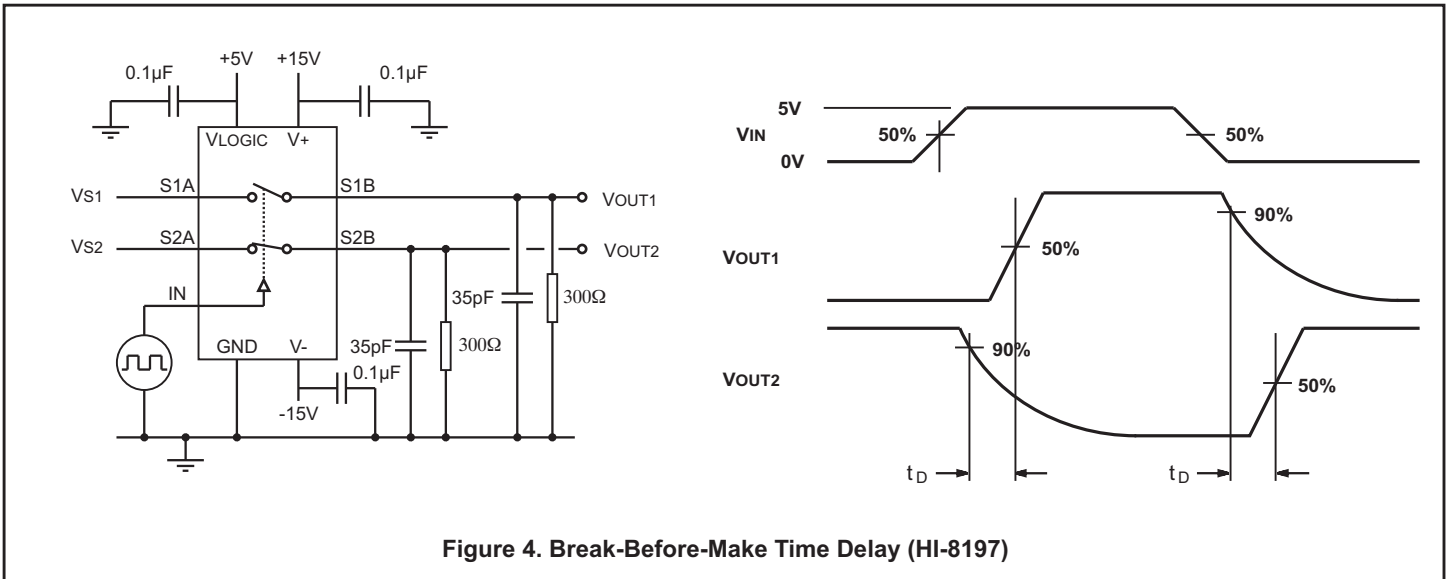 +5V +15V
0.1µF 0.1µF
VLOGIC V+
VS1 S1A S1B VOUT1
VS2 S2A S2B VOUT2
IN
35pF 300Ω
GND V- 35pF 300Ω
0.1µF
-15V
5V
VIN 50% 50%
0V
90%
VOUT1 50%
90%
VOUT2 50%
tD tD
Figure 4. Break-Before-Make Time Delay (HI-8197)